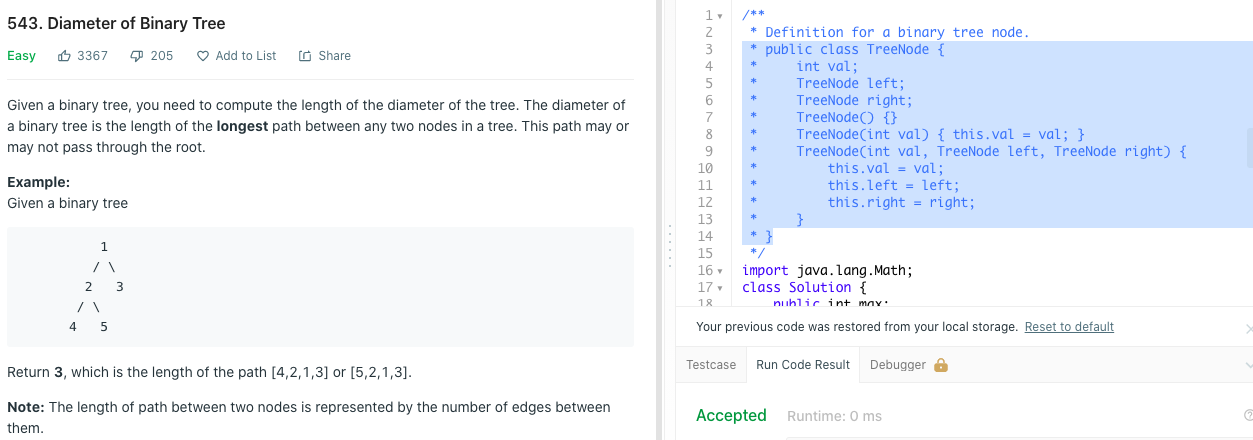 543. Diameter of Binary Tree
Easy 3367 205 Add to List Share
Given a binary tree, you need to compute the length of the diameter of the tree. The diameter of
a binary tree is the length of the longest path between any two nodes in a tree. This path may or
may not pass through the root.
Example:
Given a binary tree
1
/ \
2 3
/ \
4 5
Return 3, which is the length of the path [4,2,1,3] or [5,2,1,3].
Note: The length of path between two nodes is represented by the number of edges between
them.
1 /**
2 * Definition for a binary tree node.
3 * public class TreeNode {
4 * int val;
5 * TreeNode left;
6 * TreeNode right;
7 * TreeNode() {}
8 * TreeNode(int val) { this.val = val; }
9 * TreeNode(int val, TreeNode left, TreeNode right) {
10 * this.val = val;
11 * this.left = left;
12 * this.right = right;
13 * }
14 * }
15 */
16 import java.lang.Math;
17 class Solution {
18 public int max;
Your previous code was restored from your local storage. Reset to default
Testcase Run Code Result Debugger
Accepted Runtime: 0 ms